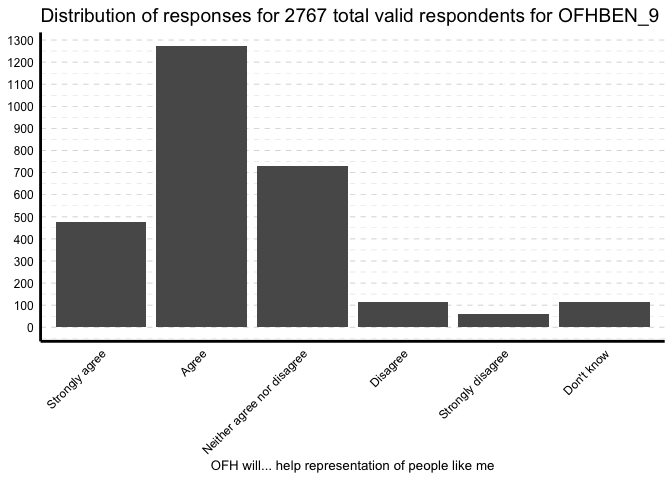 Distribution of responses for 2767 total valid respondents for OFHBEN_9
1300
1200
1100
1000
900
800
700
600
500
400
300
200
100
0
Strongly agree
Agree
Neither agree nor disagree
Disagree
Strongly disagree
Don't know
OFH will... help representation of people like me